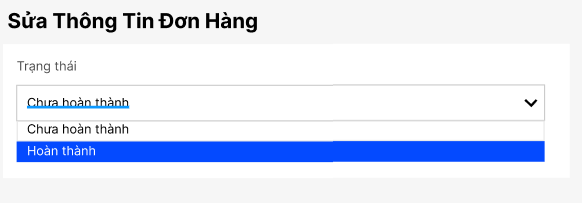 Sửa Thông Tin Đơn Hàng
Trạng thái
Chưa hoàn thành
Chưa hoàn thành
Hoàn thành